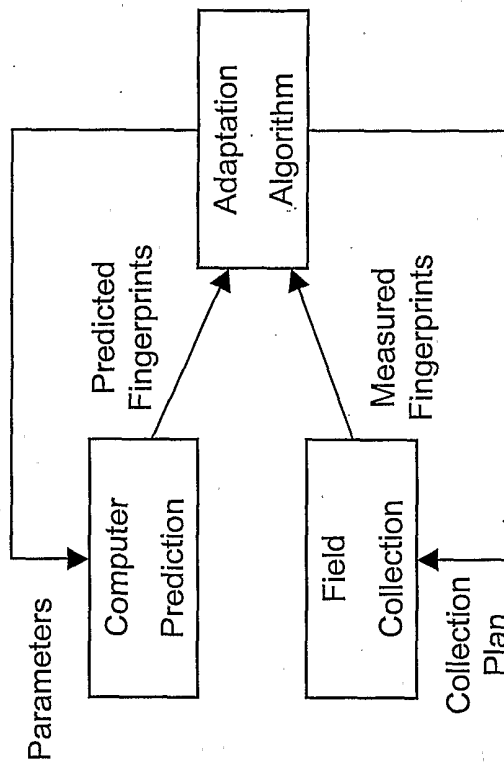 Parameters
Computer
Prediction
Predicted
Fingerprints
Adaptation
Algorithm
Field
Collection
Measured
Fingerprints
Collection
Plan